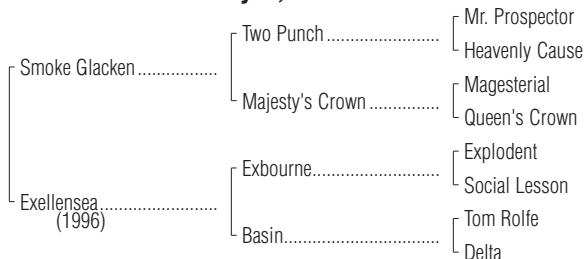 Mr. Prospector
Two Punch
Heavenly Cause
Smoke Glacken
Magesterial
Majesty's Crown
Queen's Crown
Explodent
Exbourne
Social Lesson
Exellensea
(1996)
Tom Rolfe
Basin
Delta